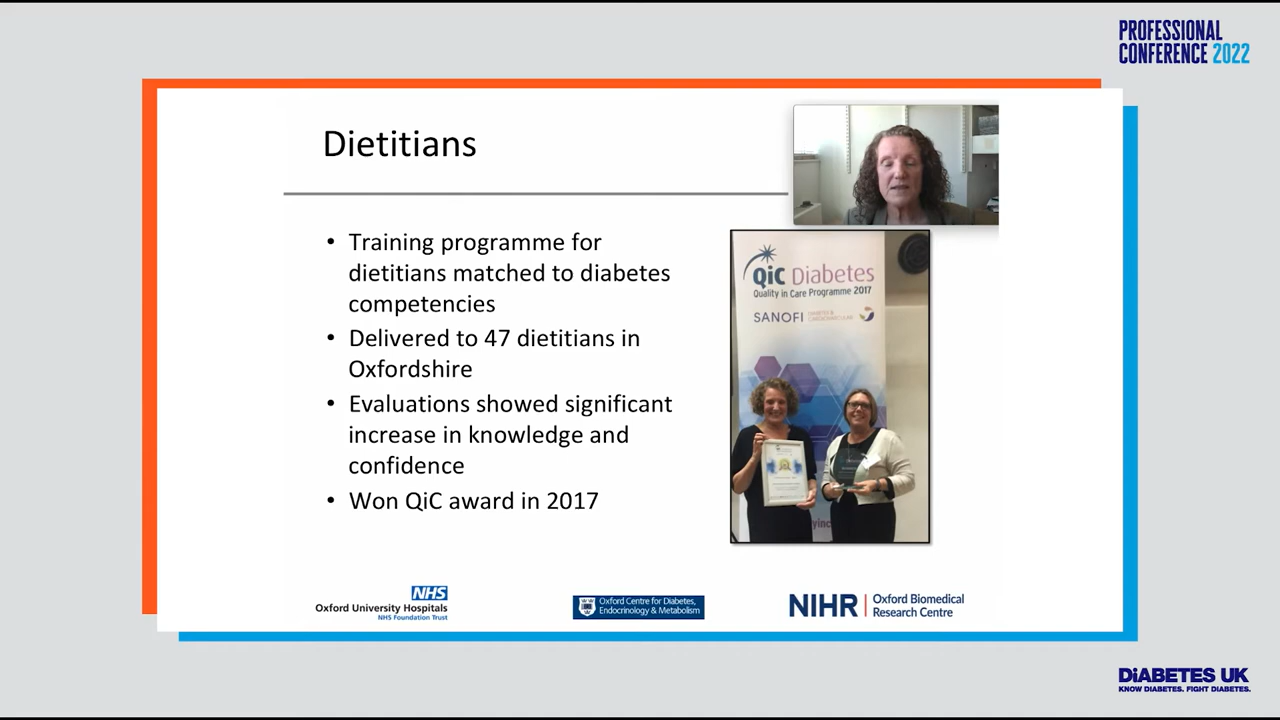 PROFESSIONAL
CONFERENCE 2022
Dietitians
• Training programme for
dietitians matched to diabetes
competencies
• Delivered to 47 dietitians in
Oxfordshire
• Evaluations showed significant
increase in knowledge and
confidence
• Won QiC award in 2017
QiC Diabetes
Quality in Care Programme 2017
SANOFI
DIABETES &
CARDIOVASCULAR
NHS
Oxford University Hospitals
NHS Foundation Trust
Oxford Centre for Diabetes,
Endocrinology & Metabolism
NIHR | Oxford Biomedical
Research Centre
DiABETES UK
KNOW DIABETES. FIGHT DIABETES.